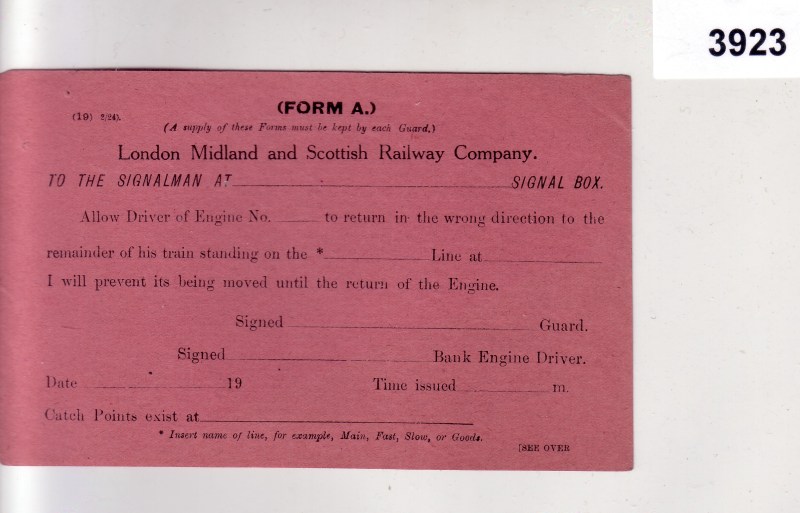 3923
(FORM A.)
(19) 2/24).
(A supply of these Forms must be kept by each Guard.)
London Midland and Scottish Railway Company.
TO THE SIGNALMAN AT SIGNAL BOX.
Allow Driver of Engine No. to return in the wrong direction to the
remainder of his train standing on the * Line at
I will prevent its being moved until the return of the Engine.
Signed Guard.
Signed Bank Engine Driver.
Date 19 Time issued m.
Catch Points exist at
* Insert name of line, for example, Main, Fast, Slow, or Goods.
[SEE OVER